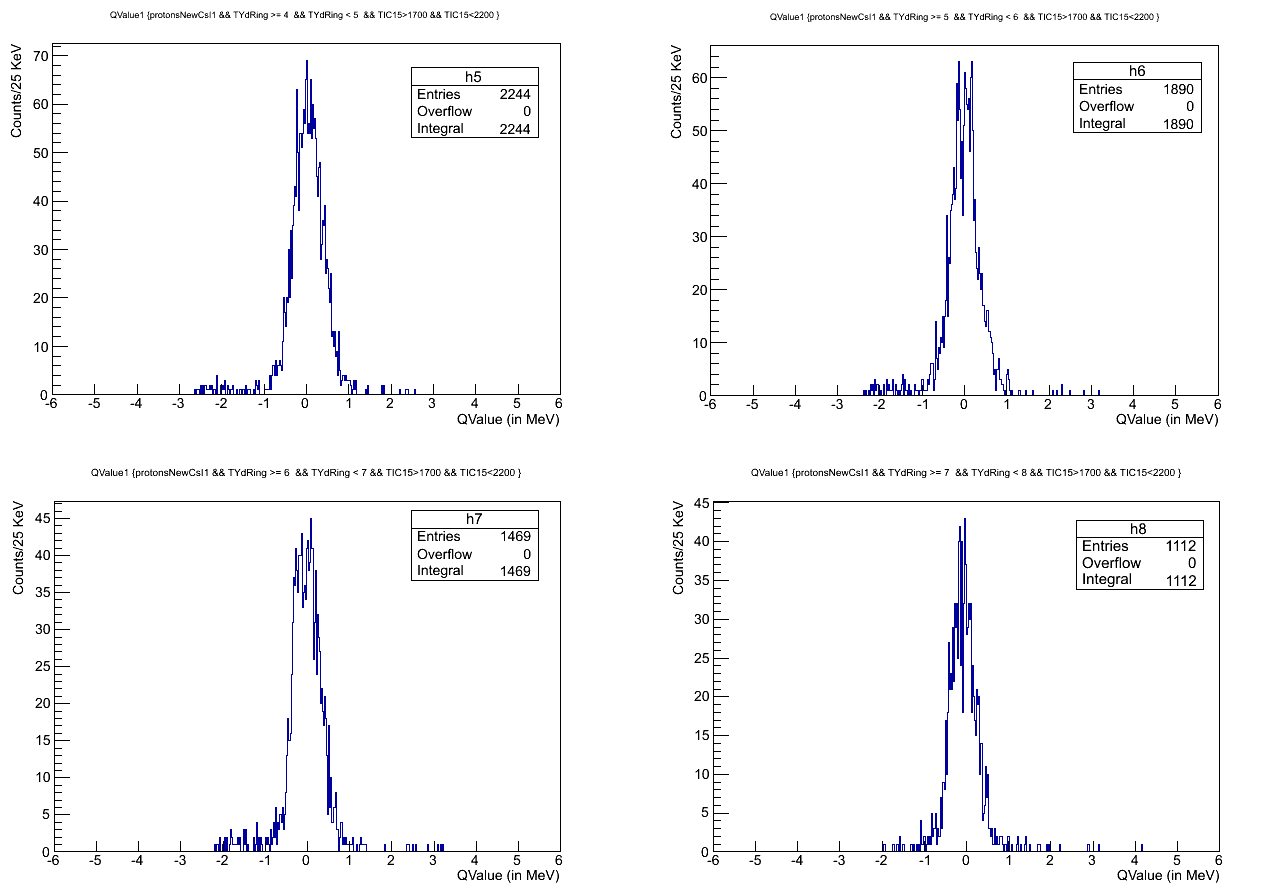 QValue1 {protonsNewCsI1 && TYdRing >= 4 && TYdRing < 5 && TIC15>1700 && TIC15<2200 }
Counts/25 KeV
70
60
50
40
30
20
10
0
h5
Entries 2244
Overflow 0
Integral 2244
-6 -5 -4 -3 -2 -1 0 1 2 3 4 5 6
QValue (in MeV)
QValue1 {protonsNewCsI1 && TYdRing >= 5 && TYdRing < 6 && TIC15>1700 && TIC15<2200 }
Counts/25 KeV
60
50
40
30
20
10
0
h6
Entries 1890
Overflow 0
Integral 1890
-6 -5 -4 -3 -2 -1 0 1 2 3 4 5 6
QValue (in MeV)
QValue1 {protonsNewCsI1 && TYdRing >= 6 && TYdRing < 7 && TIC15>1700 && TIC15<2200 }
Counts/25 KeV
45
40
35
30
25
20
15
10
5
0
h7
Entries 1469
Overflow 0
Integral 1469
-6 -5 -4 -3 -2 -1 0 1 2 3 4 5 6
QValue (in MeV)
QValue1 {protonsNewCsI1 && TYdRing >= 7 && TYdRing < 8 && TIC15>1700 && TIC15<2200 }
Counts/25 KeV
45
40
35
30
25
20
15
10
5
0
h8
Entries 1112
Overflow 0
Integral 1112
-6 -5 -4 -3 -2 -1 0 1 2 3 4 5 6
QValue (in MeV)